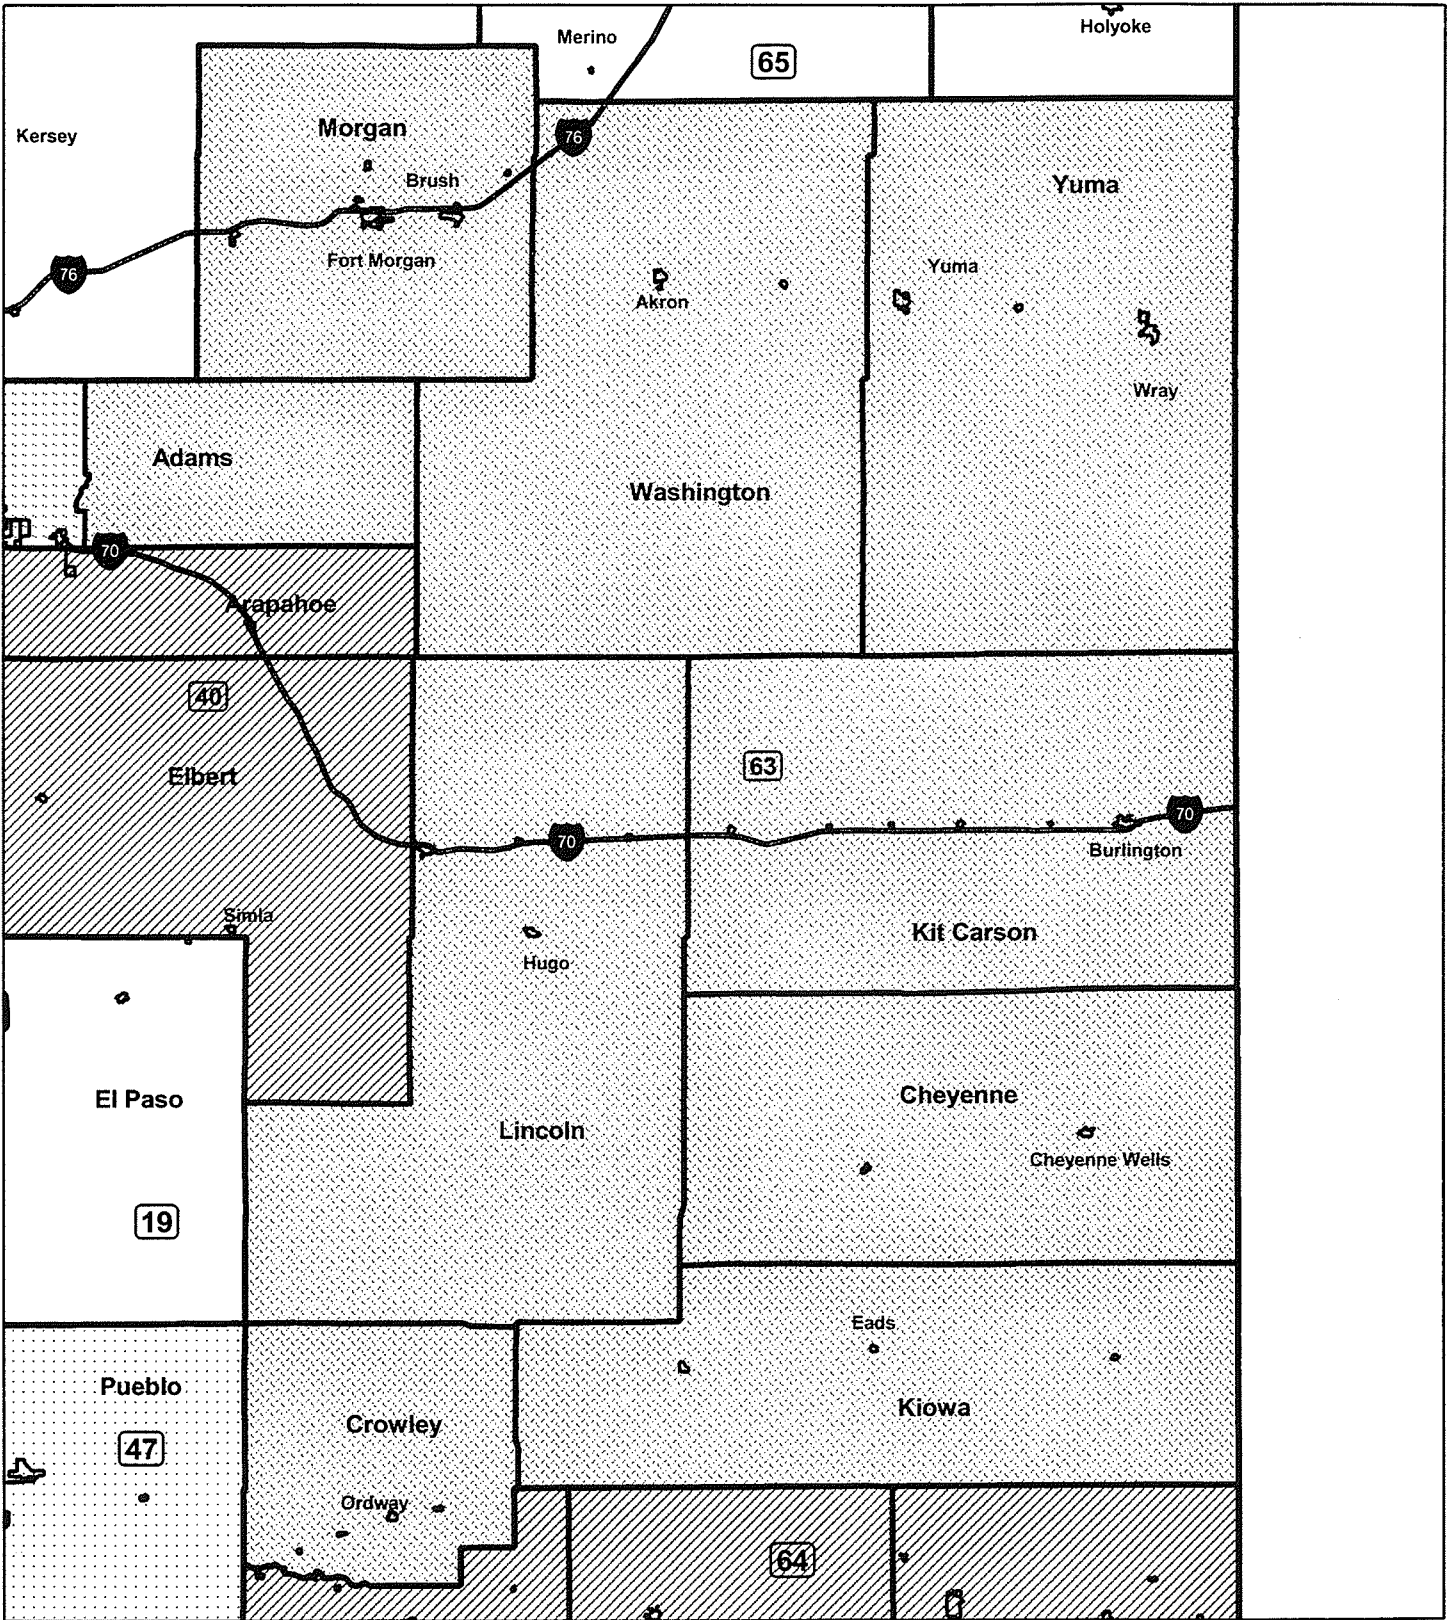 Holyoke
Merino
65
Kersey
Morgan
76
Brush
Yuma
Fort Morgan
Yuma
76
Akron
Wray
Adams
Washington
70
Arapahoe
40
Elbert
63
70
70
Burlington
Simla
Kit Carson
Hugo
El Paso
Cheyenne
Lincoln
Cheyenne Wells
19
Eads
Pueblo
Kiowa
Crowley
47
Ordway
64